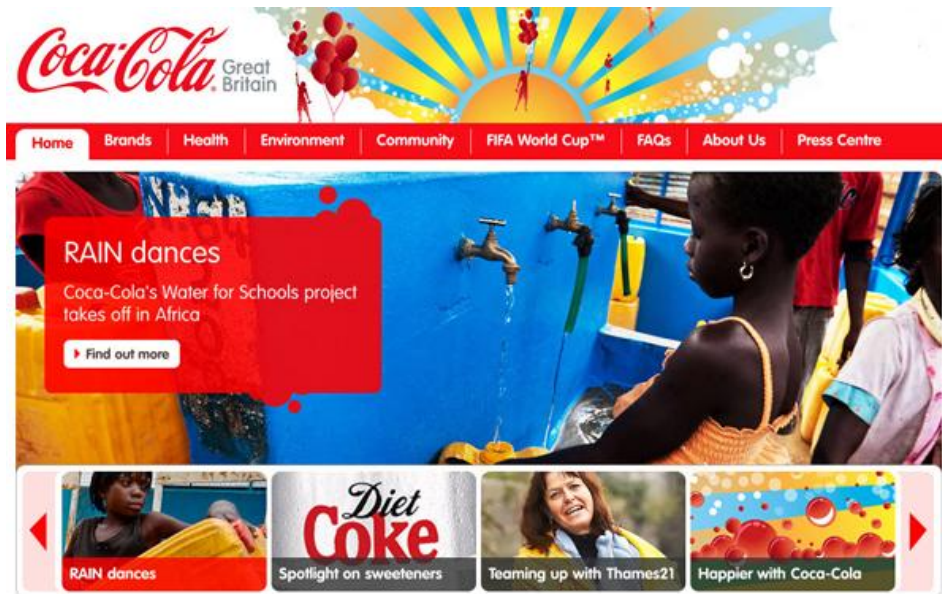 Coca-Cola
Great
Britain
Home Brands Health Environment Community FIFA World Cup™ FAQs About Us Press Centre
RAIN dances
Coca-Cola's Water for Schools project
takes off in Africa
Find out more
Diet
Coke
RAIN dances Spotlight on sweeteners Teaming up with Thames21 Happier with Coca-Cola